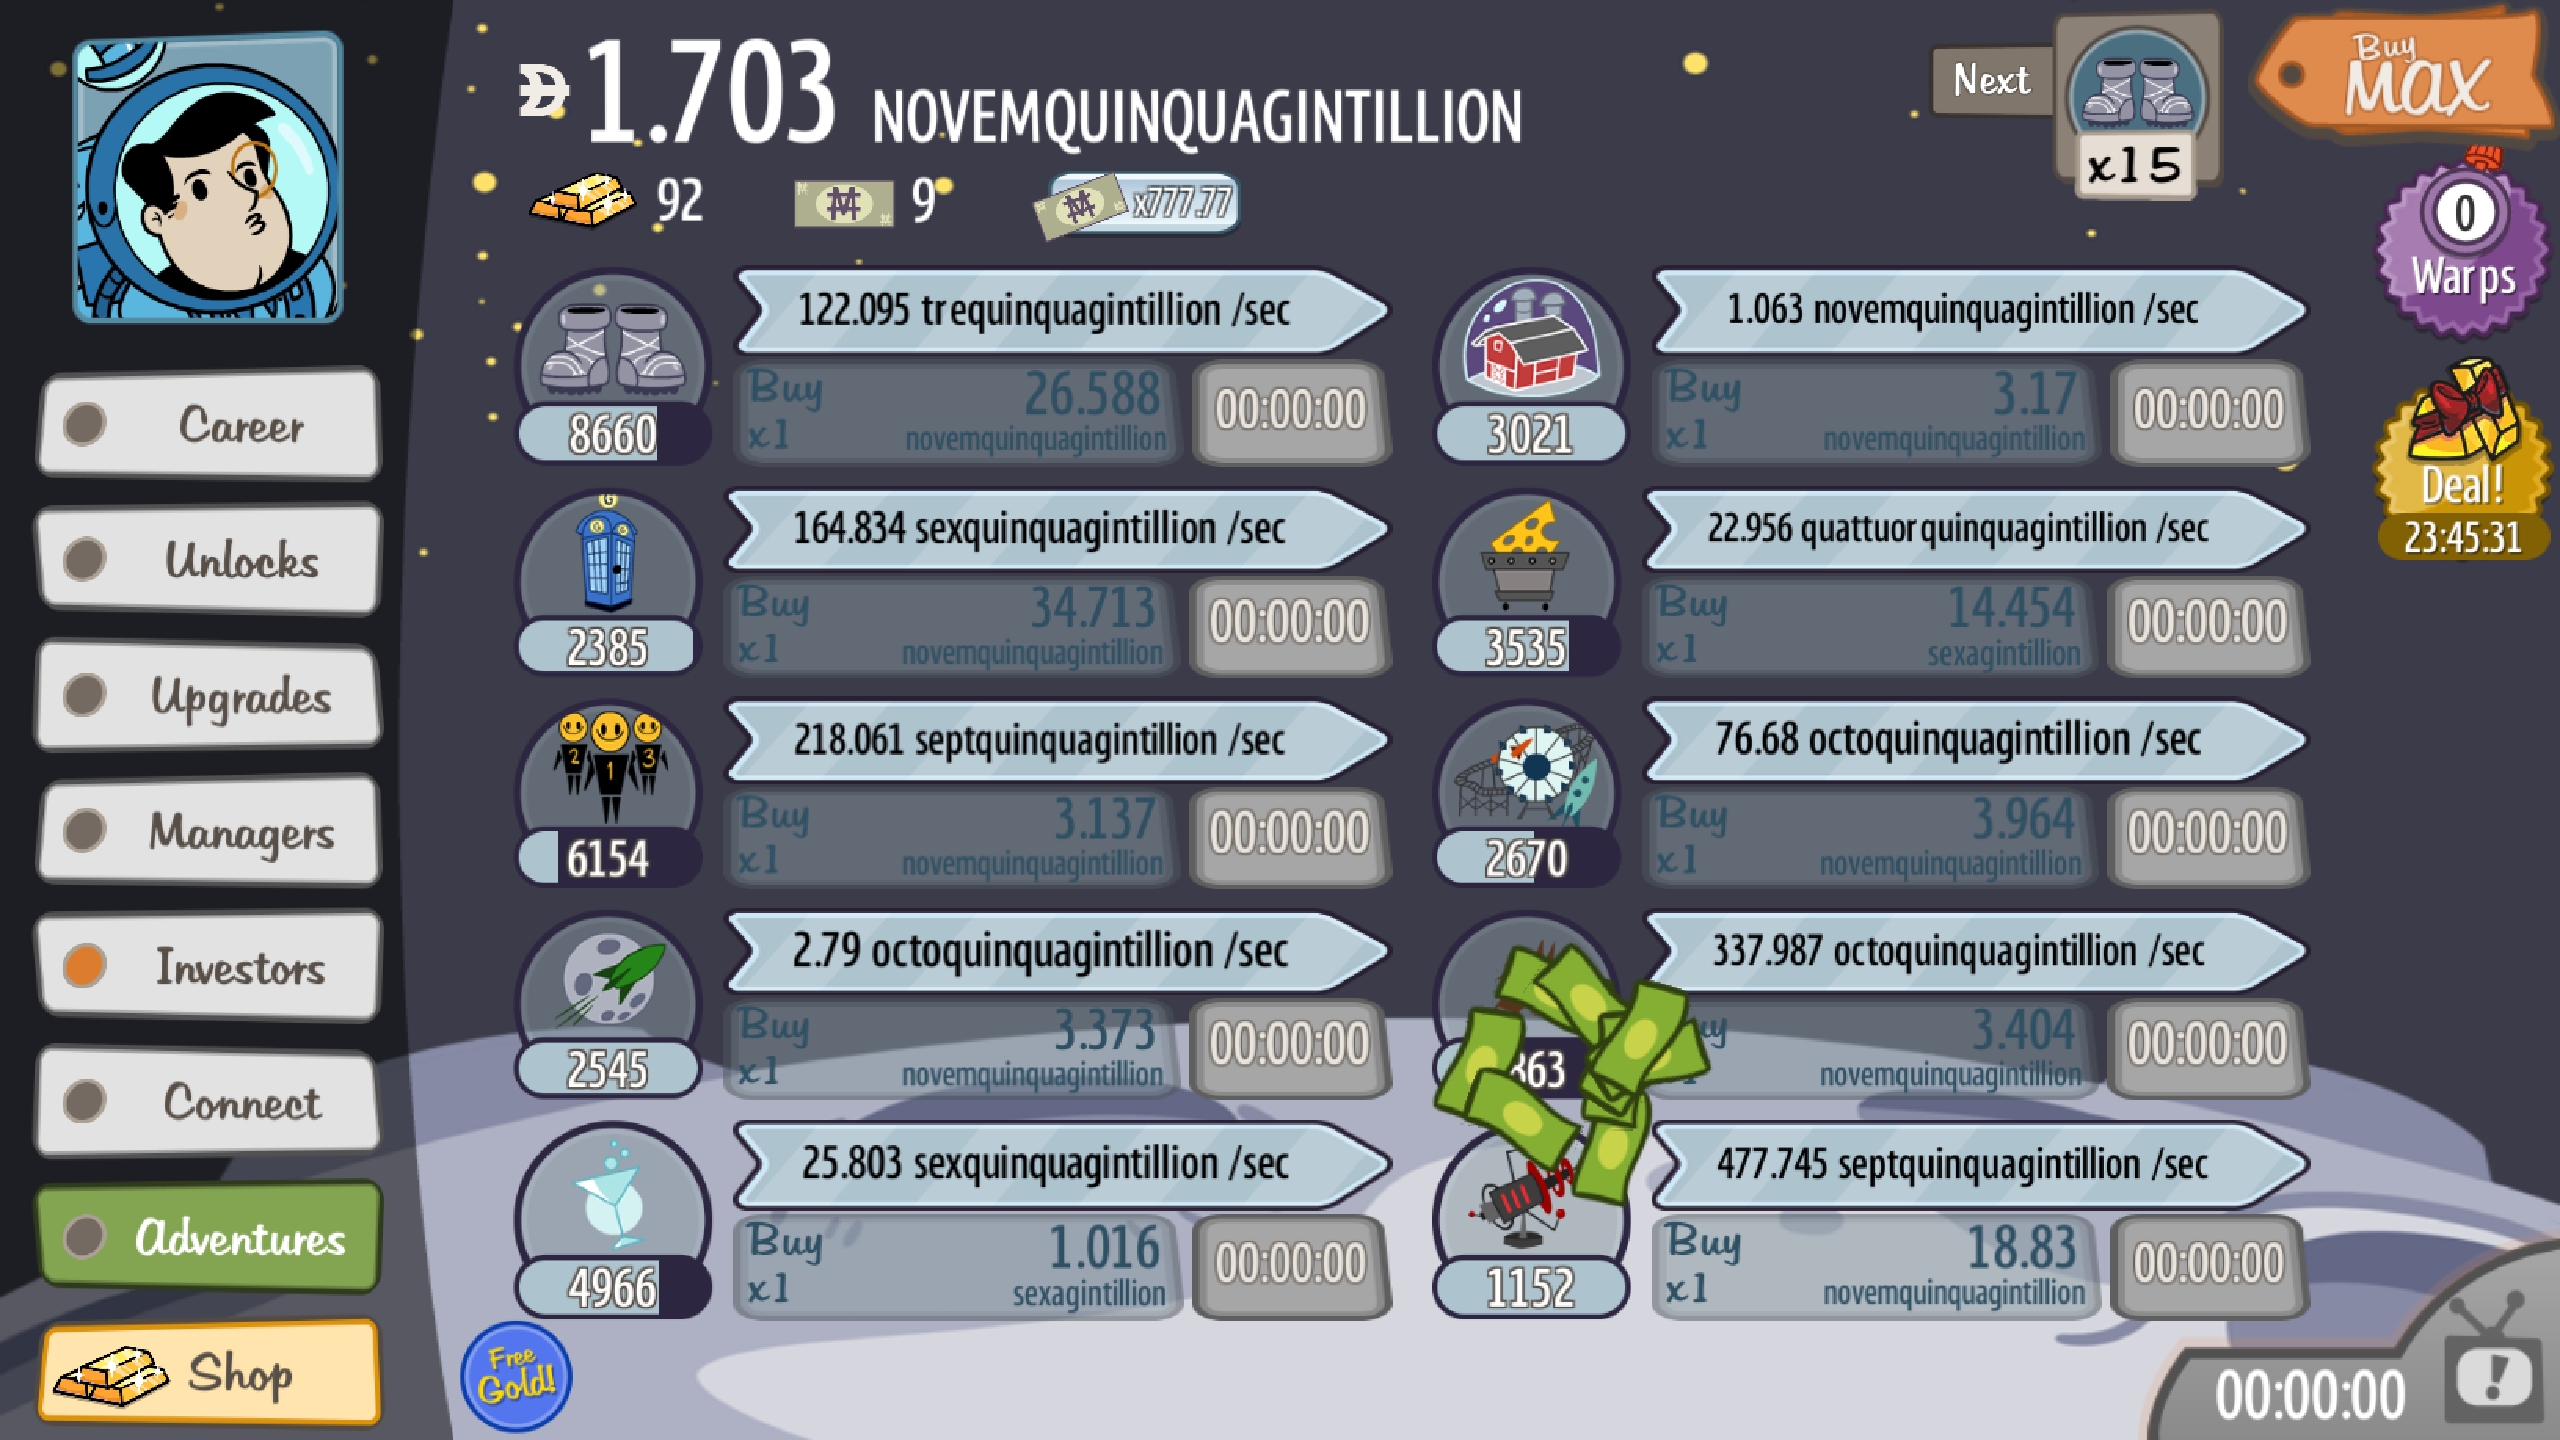 1.703 NOVEMQUINQUAGINTILLION
Next
x15
Buy
MAX
92
9
x777.77
0
Warps
Deal!
23:45:31
Career
Unlocks
Upgrades
Managers
Investors
Connect
Adventures
Shop
122.095 trequinquagintillion /sec
Buy
x1
26.588
novemquinquagintillion
00:00:00
8660
1.063 novemquinquagintillion /sec
Buy
x1
3.17
novemquinquagintillion
00:00:00
3021
G
G G
164.834 sexquinquagintillion /sec
Buy
x1
34.713
novemquinquagintillion
00:00:00
2385
22.956 quattuorquinquagintillion /sec
Buy
x1
14.454
sexagintillion
00:00:00
3535
2 1 3
218.061 septquinquagintillion /sec
Buy
x1
3.137
novemquinquagintillion
00:00:00
6154
76.68 octoquinquagintillion /sec
Buy
x1
3.964
novemquinquagintillion
00:00:00
2670
2.79 octoquinquagintillion /sec
Buy
x1
3.373
novemquinquagintillion
00:00:00
2545
337.987 octoquinquagintillion /sec
3.404
novemquinquagintillion
00:00:00
25.803 sexquinquagintillion /sec
Buy
x1
1.016
sexagintillion
00:00:00
4966
477.745 septquinquagintillion /sec
Buy
x1
18.83
novemquinquagintillion
00:00:00
1152
Free
Gold!
00:00:00
!